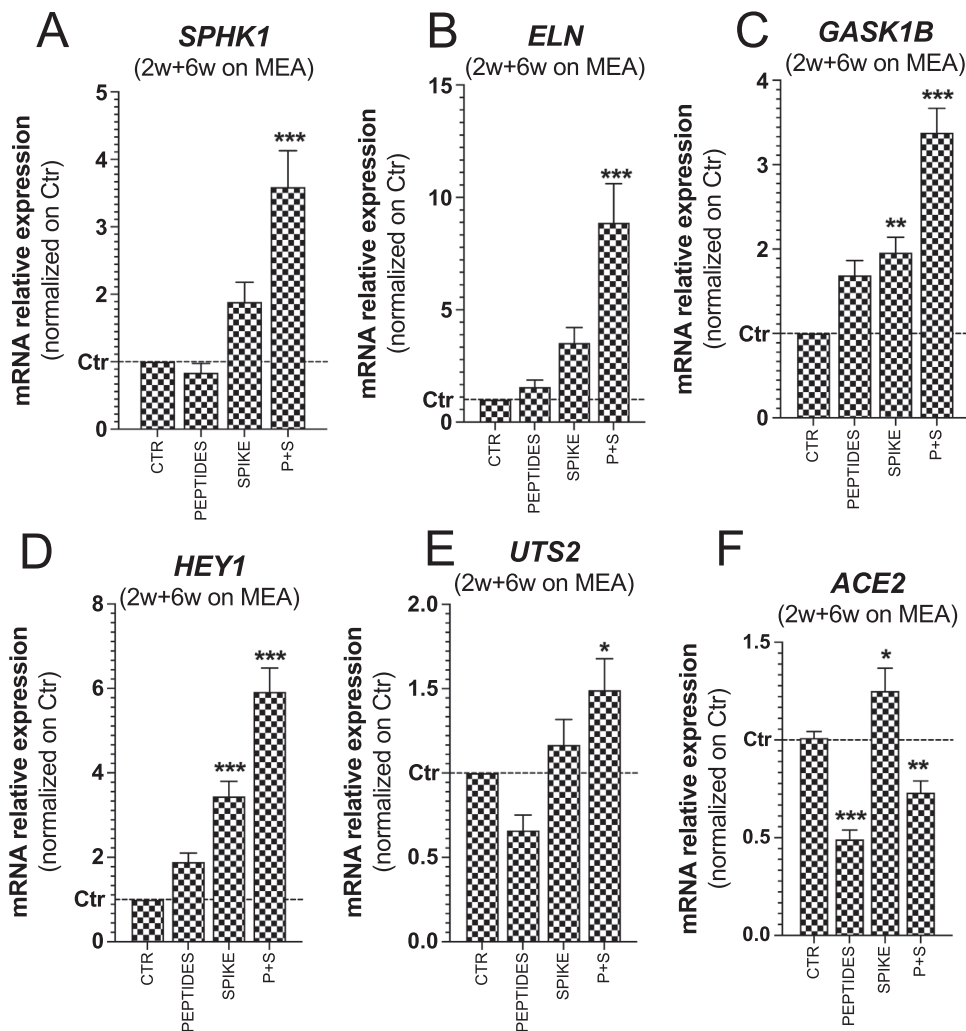 A
SPHK1
(2w+6w on MEA)
mRNA relative expression
(normalized on Ctr)
5
4
3
2
Ctr
0
***
CTR
PEPTIDES
SPIKE
P+S
B
ELN
(2w+6w on MEA)
mRNA relative expression
(normalized on Ctr)
15
10
5
Ctr
0
***
CTR
PEPTIDES
SPIKE
P+S
C
GASK1B
(2w+6w on MEA)
mRNA relative expression
(normalized on Ctr)
4
3
2
Ctr
0
**
***
CTR
PEPTIDES
SPIKE
P+S
D
HEY1
(2w+6w on MEA)
mRNA relative expression
(normalized on Ctr)
8
6
4
2
Ctr
0
***
***
CTR
PEPTIDES
SPIKE
P+S
E
UTS2
(2w+6w on MEA)
mRNA relative expression
(normalized on Ctr)
2.0
1.5
Ctr
0.5
0.0
*
CTR
PEPTIDES
SPIKE
P+S
F
ACE2
(2w+6w on MEA)
mRNA relative expression
(normalized on Ctr)
1.5
Ctr
0.5
0.0
***
*
**
CTR
PEPTIDES
SPIKE
P+S